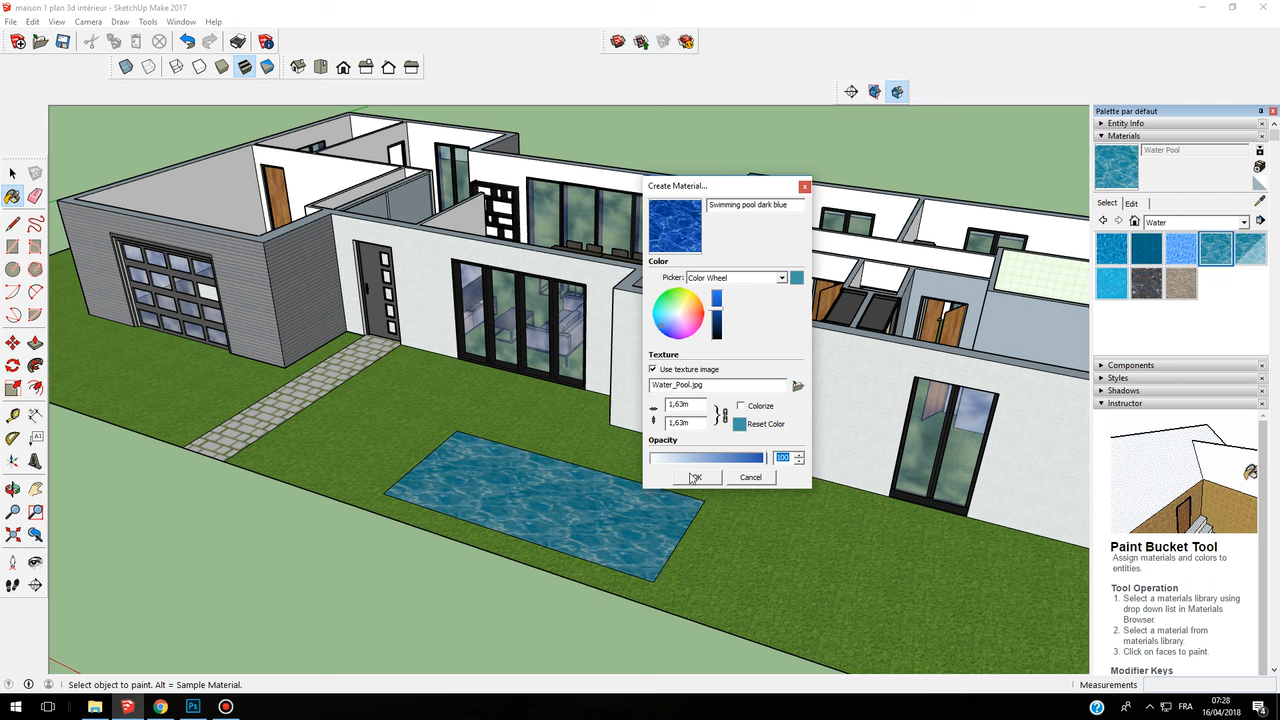 maison 1 plan 3d intérieur - SketchUp Make 2017
File Edit View Camera Draw Tools Window Help
Palette par défaut
Entity Info
Materials
Water Pool
Select Edit
Water
Create Material...
Swimming pool dark blue
Color
Picker: Color Wheel
Texture
Use texture image
Water_Pool.jpg
1,63m
Colorize
1,63m
Reset Color
Opacity
100
OK Cancel
Components
Styles
Shadows
Instructor
Paint Bucket Tool
Assign materials and colors to
entities.
Tool Operation
1. Select a materials library using
drop down list in Materials
Browser.
2. Select a material from
materials library.
3. Click on faces to paint.
Modifier Keys
Select object to paint. Alt = Sample Material.
Measurements
FRA
07:28
16/04/2018